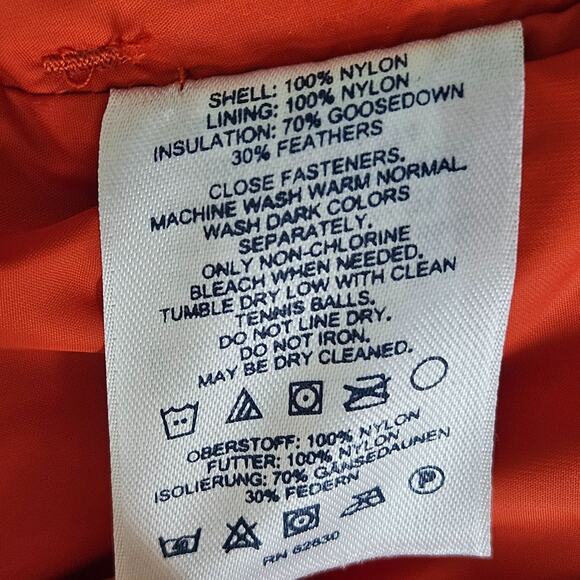 SHELL: 100% NYLON
LINING: 100% NYLON
INSULATION: 70% GOOSEDOWN
30% FEATHERS
CLOSE FASTENERS.
MACHINE WASH WARM NORMAL.
WASH DARK COLORS
SEPARATELY.
ONLY NON-CHLORINE
BLEACH WHEN NEEDED.
TUMBLE DRY LOW WITH CLEAN
TENNIS BALLS.
DO NOT LINE DRY.
DO NOT IRON.
MAY BE DRY CLEANED.
OBERSTOFF: 100% NYLON
FUTTER: 100% NYLON
ISOLIERUNG: 70% GÄNSEDAUNEN
30% FEDERN
40 P
RN 62830